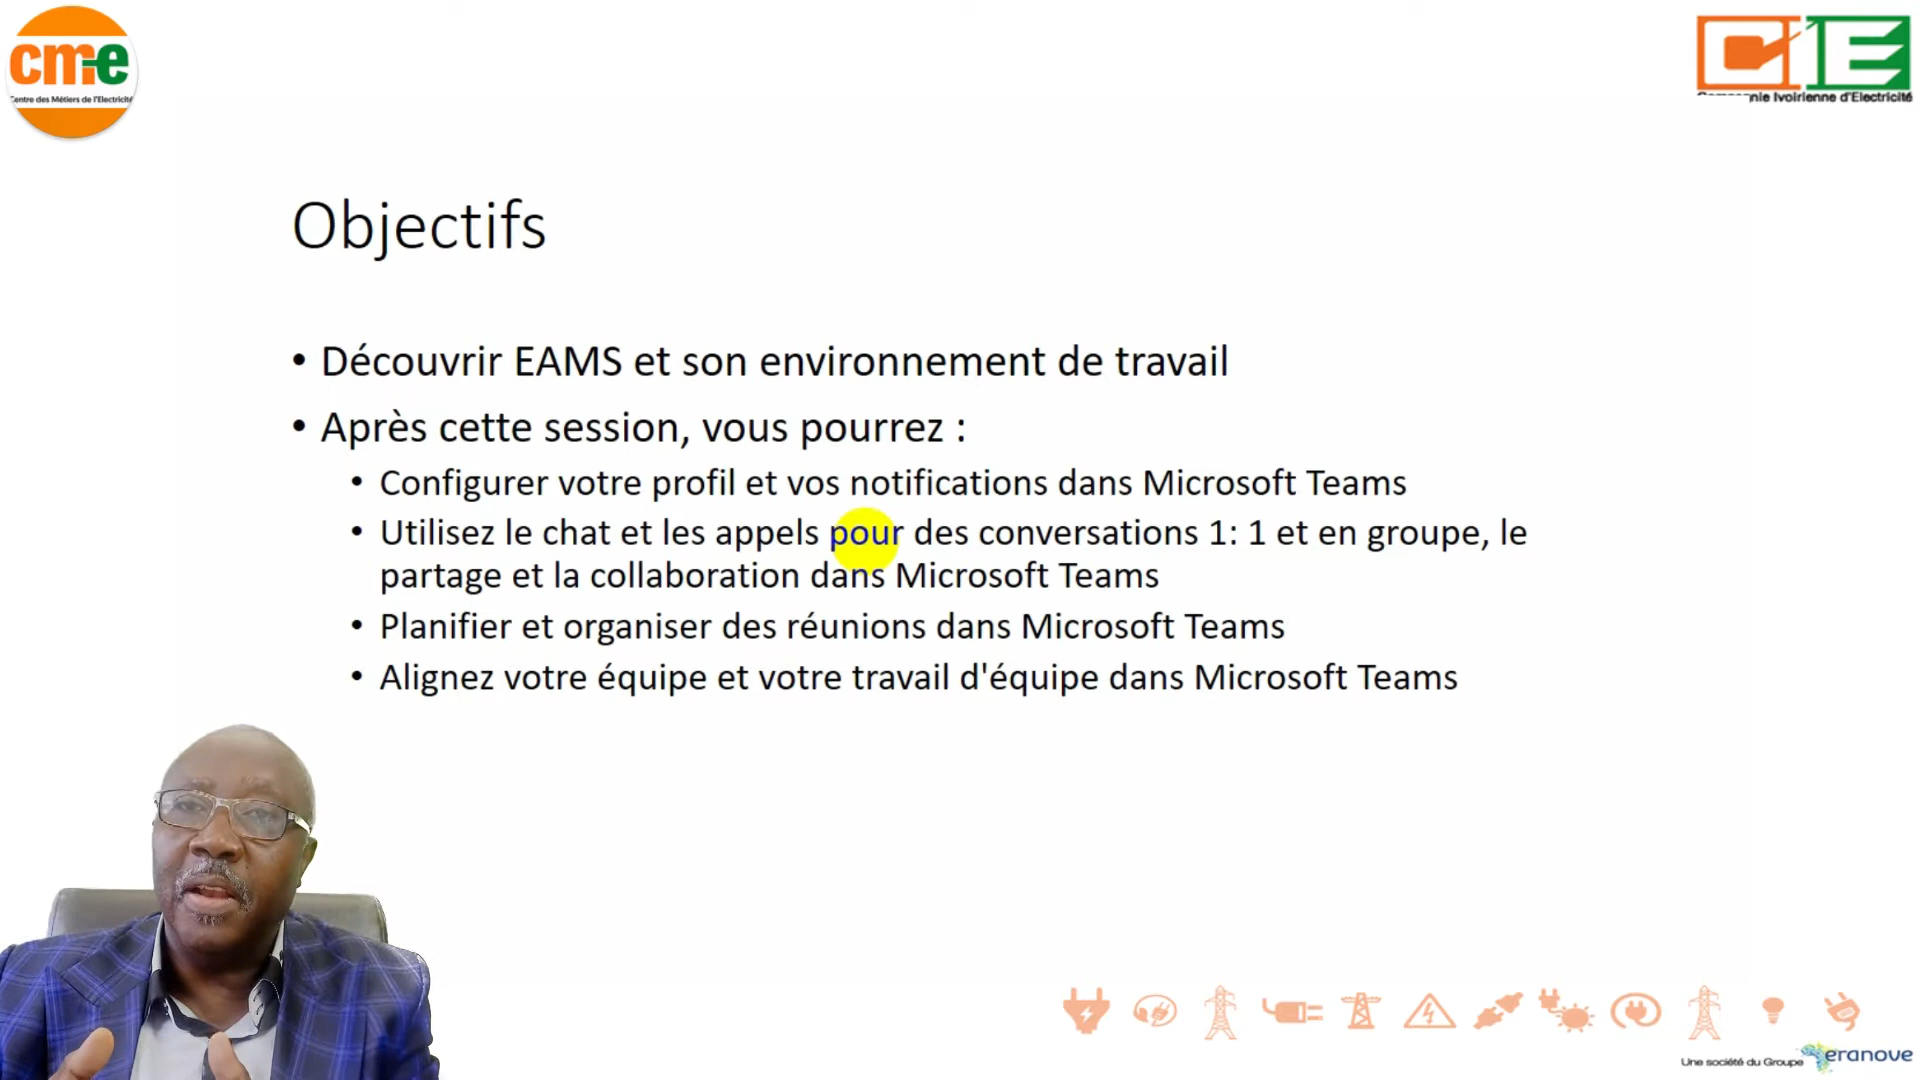 cmie
Centre des Métiers de l'Electricité
CIE
Compagnie Ivoirienne d'Electricité
Objectifs
• Découvrir EAMS et son environnement de travail
• Après cette session, vous pourrez :
• Configurer votre profil et vos notifications dans Microsoft Teams
• Utilisez le chat et les appels pour des conversations 1: 1 et en groupe, le
partage et la collaboration dans Microsoft Teams
• Planifier et organiser des réunions dans Microsoft Teams
• Alignez votre équipe et votre travail d'équipe dans Microsoft Teams
Une société du Groupe eranove